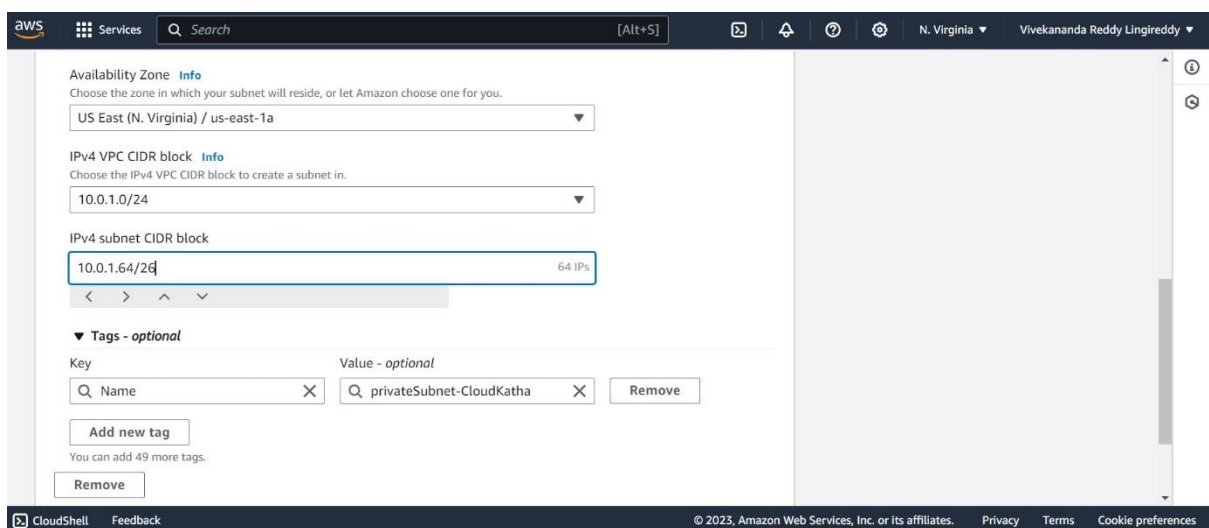 aws Services Search [Alt+S] N. Virginia Vivekananda Reddy Lingireddy
Availability Zone Info
Choose the zone in which your subnet will reside, or let Amazon choose one for you.
US East (N. Virginia) / us-east-1a
IPv4 VPC CIDR block Info
Choose the IPv4 VPC CIDR block to create a subnet in.
10.0.1.0/24
IPv4 subnet CIDR block
10.0.1.64/26 64 IPs
Tags - optional
Key Value - optional
Name privateSubnet-CloudKatha Remove
Add new tag
You can add 49 more tags.
Remove
CloudShell Feedback © 2023, Amazon Web Services, Inc. or its affiliates. Privacy Terms Cookie preferences